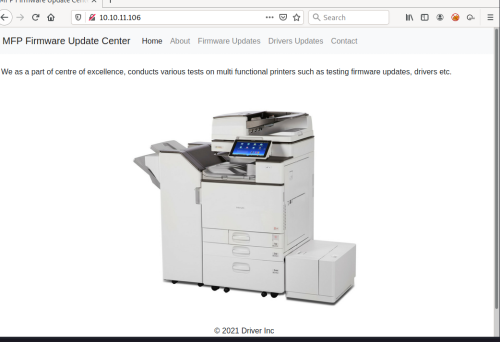 MFP Firmware Update Cen
10.10.11.106
Search
MFP Firmware Update Center Home About Firmware Updates Drivers Updates Contact
We as a part of centre of excellence, conducts various tests on multi functional printers such as testing firmware updates, drivers etc.
© 2021 Driver Inc